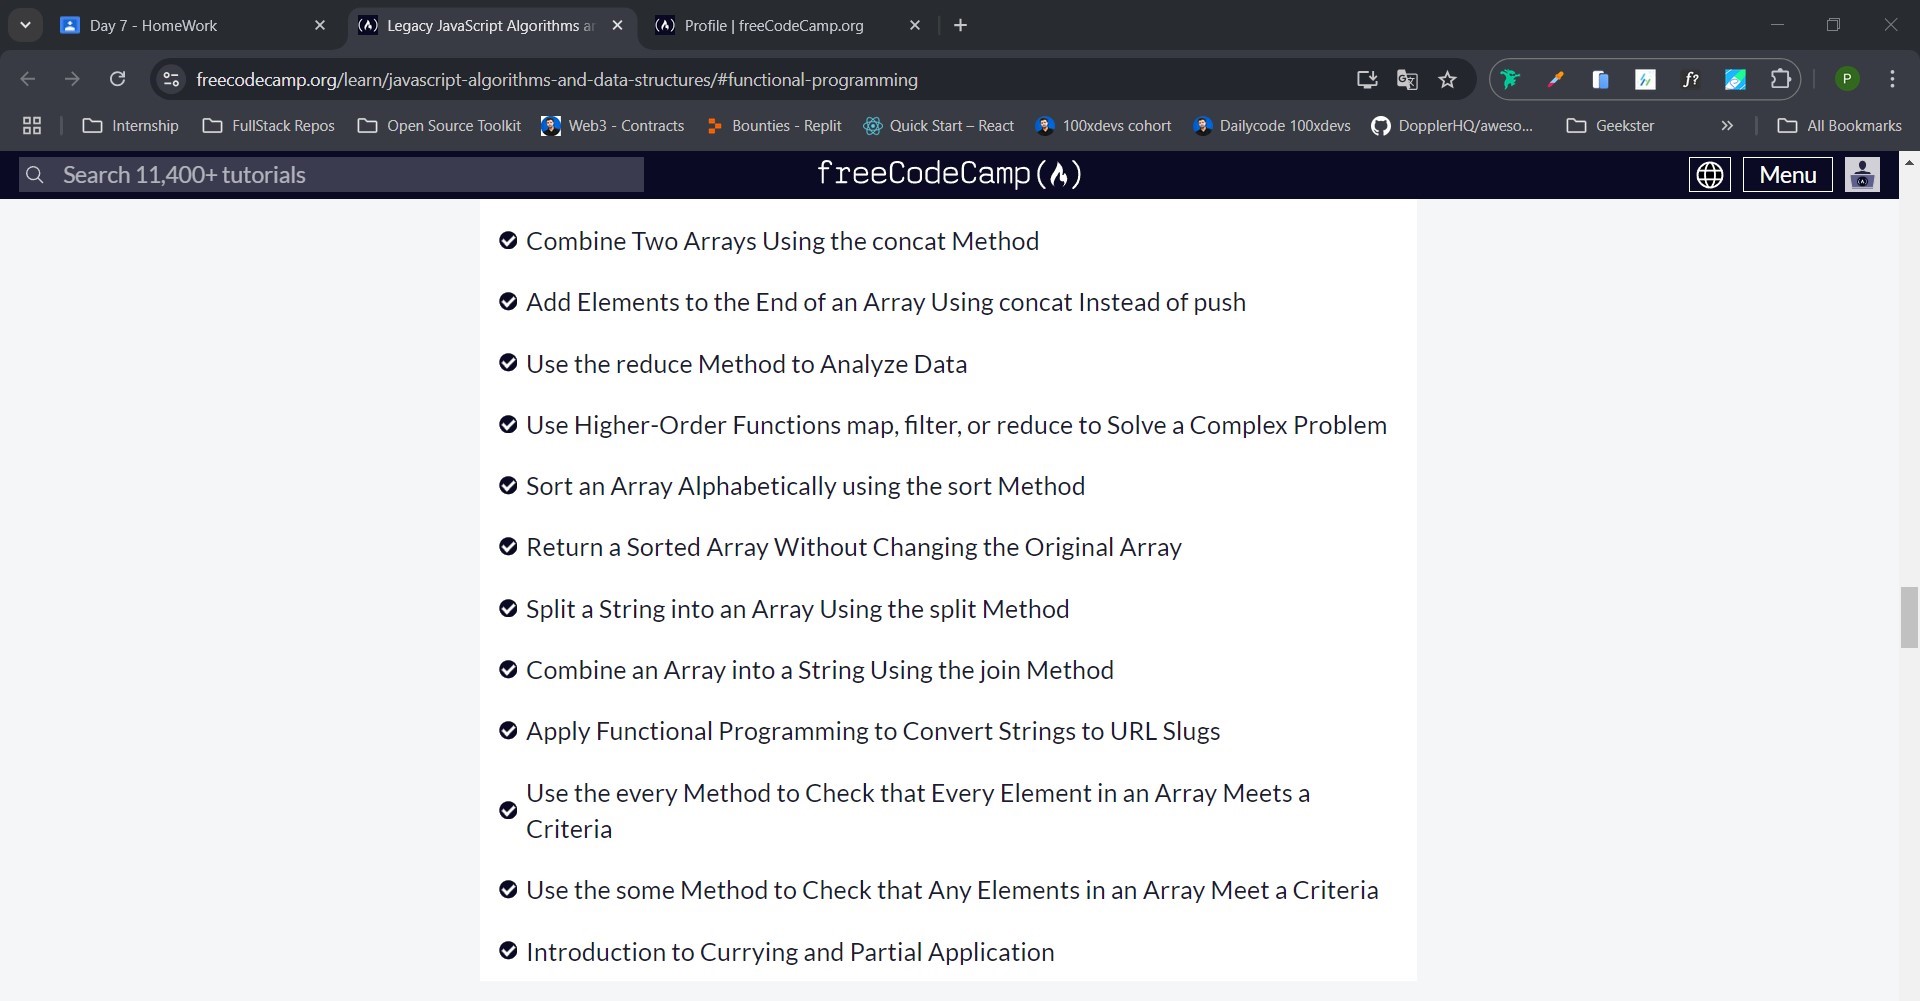 Day 7 - HomeWork
Legacy JavaScript Algorithms ar
Profile | freeCodeCamp.org
freecodecamp.org/learn/javascript-algorithms-and-data-structures/#functional-programming
f?
P
Internship
FullStack Repos
Open Source Toolkit
Web3 - Contracts
Bounties - Replit
Quick Start – React
100xdevs cohort
Dailycode 100xdevs
DopplerHQ/aweso...
Geekster
All Bookmarks
Search 11,400+ tutorials
freeCodeCamp
Menu
Combine Two Arrays Using the concat Method
Add Elements to the End of an Array Using concat Instead of push
Use the reduce Method to Analyze Data
Use Higher-Order Functions map, filter, or reduce to Solve a Complex Problem
Sort an Array Alphabetically using the sort Method
Return a Sorted Array Without Changing the Original Array
Split a String into an Array Using the split Method
Combine an Array into a String Using the join Method
Apply Functional Programming to Convert Strings to URL Slugs
Use the every Method to Check that Every Element in an Array Meets a
Criteria
Use the some Method to Check that Any Elements in an Array Meet a Criteria
Introduction to Currying and Partial Application